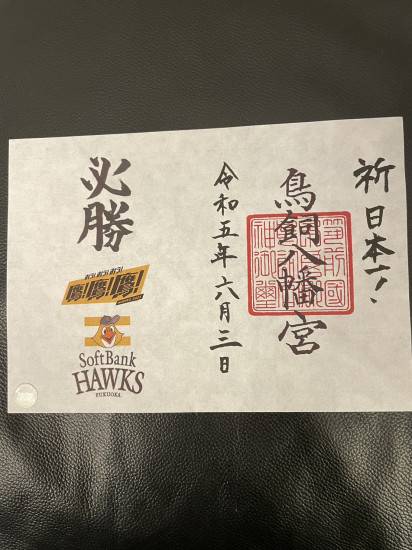 祈日本一、
鳥飼八幡宮
令和五年六月三日
必勝
鷹!鷹!鷹!
SoftBank
HAWKS
FUKUOKA